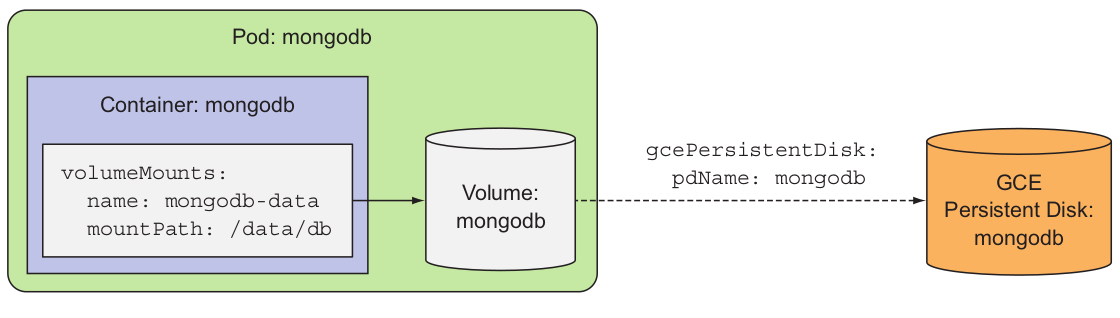 Pod: mongodb
Container: mongodb
volumeMounts:
name: mongodb-data
mountPath: /data/db
Volume:
mongodb
gcePersistentDisk:
pdName: mongodb
GCE
Persistent Disk:
mongodb